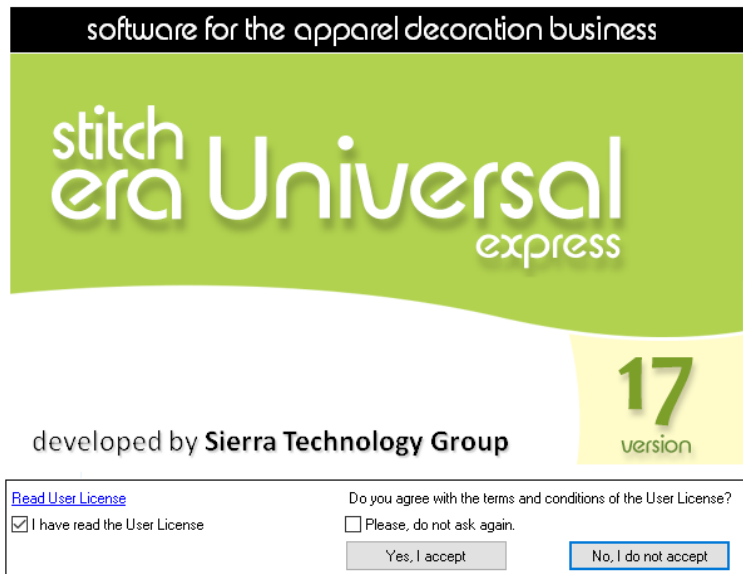 software for the apparel decoration business
stitch
era Universal
express
17
version
developed by Sierra Technology Group
Read User License
Do you agree with the terms and conditions of the User License?
I have read the User License
Please, do not ask again.
Yes, I accept
No, I do not accept